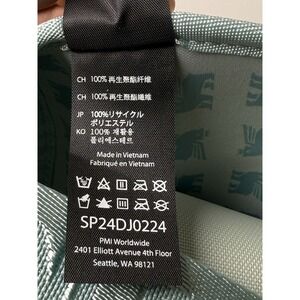 CH 100% 再生聚酯纤维
CH 100% 再生聚酯纖維
JP 100%リサイクル
ポリエステル
KO 100% 재활용
폴리에스테르
Made in Vietnam
Fabriqué en Vietnam
SP24DJ0224
PMI Worldwide
2401 Elliott Avenue 4th Floor
Seattle, WA 98121